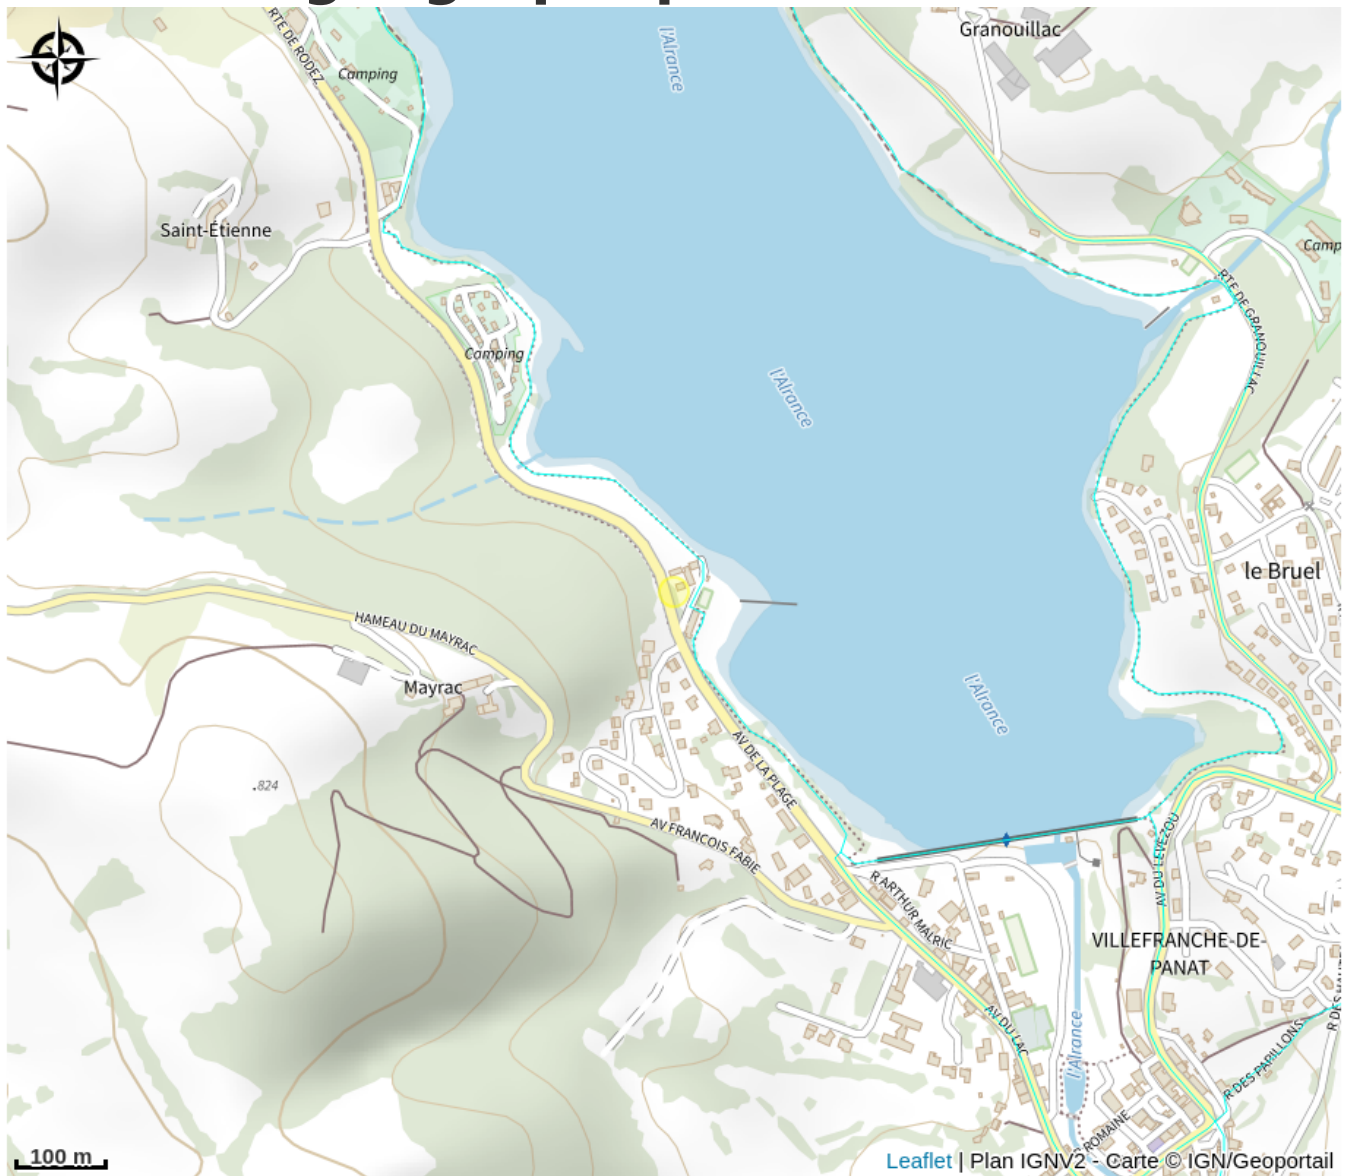 RTE DE RODEZ
Camping
l'Alrance
Granouillac
Saint-Étienne
Camp
RTE DE GRANOUILLAC
Camping
l'Alrance
le Bruel
HAMEAU DU MAYRAC
Mayrac
l'Alrance
AV DE LA PLAGE
.824
AV FRANCOIS FABIE
R ARTHUR MALRIC
AV DU LEVEZOU
VILLEFRANCHE-DE-
PANAT
AV DU LAC
l'Alrance
R DES PAPILLONS
ROMAINE
100 m
Leaflet | Plan IGNV2 - Carte © IGN/Geoportail